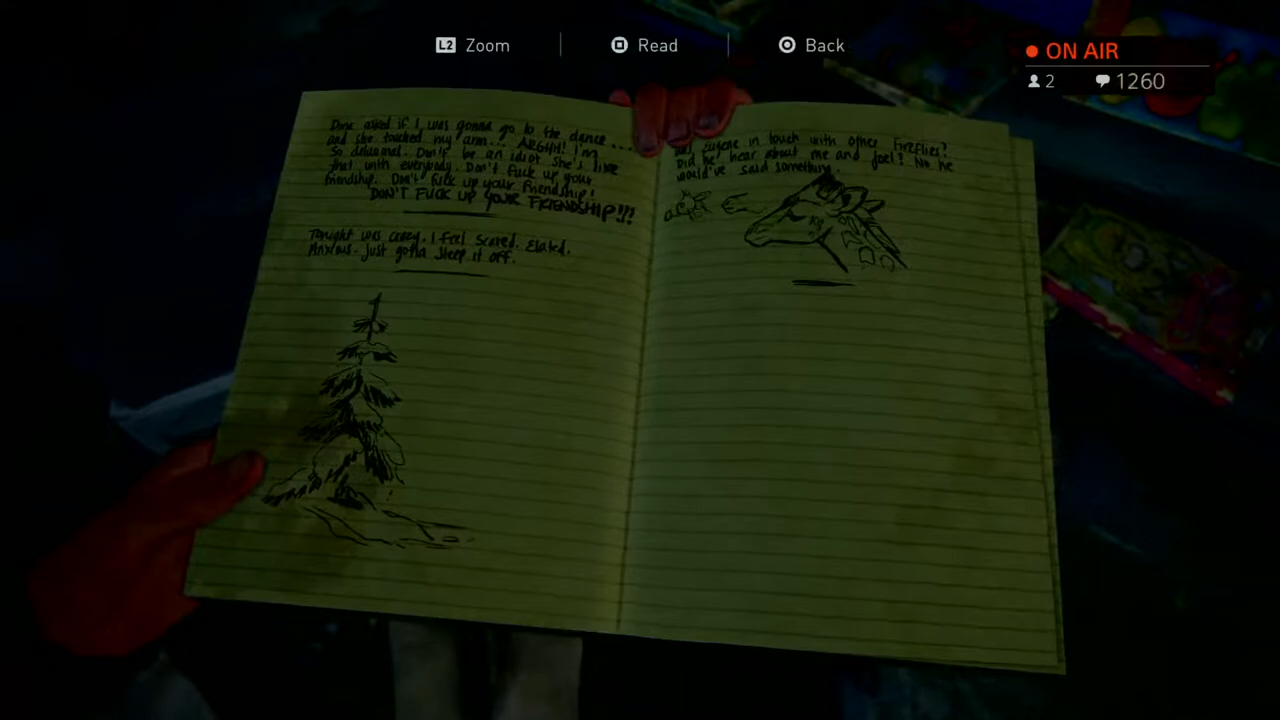 L2 Zoom
Read
Back
ON AIR
2
1260
Dina asked if I was gonna go to the dance ...
and she touched my arm... ARGHH! I'm
so delusional. Don't be an idiot she's like
that with everybody. Don't fuck up your
friendship. Don't fuck up your friendship!
DON'T FUCK UP YOUR FRIENDSHIP!!!
Tonight was crazy. I feel scared. Elated.
Anxious. Just gotta sleep it off.
Eugene in touch with other Fireflies?
Did he hear about me and Joel? No he
would've said something.